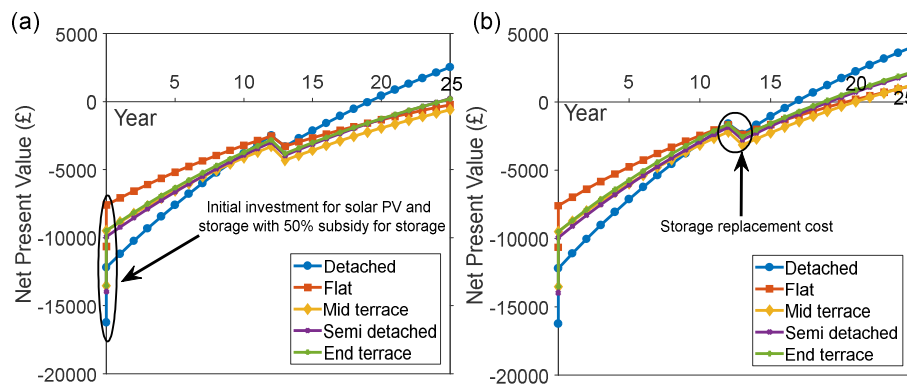 (a)
5000
0
-5000
-10000
-15000
-20000
Net Present Value (£)
Year
5
10
15
20
25
Initial investment for solar PV and
storage with 50% subsidy for storage
Detached
Flat
Mid terrace
Semi detached
End terrace
(b)
5000
0
-5000
-10000
-15000
-20000
Net Present Value (£)
Year
5
10
15
20
25
Storage replacement cost
Detached
Flat
Mid terrace
Semi detached
End terrace